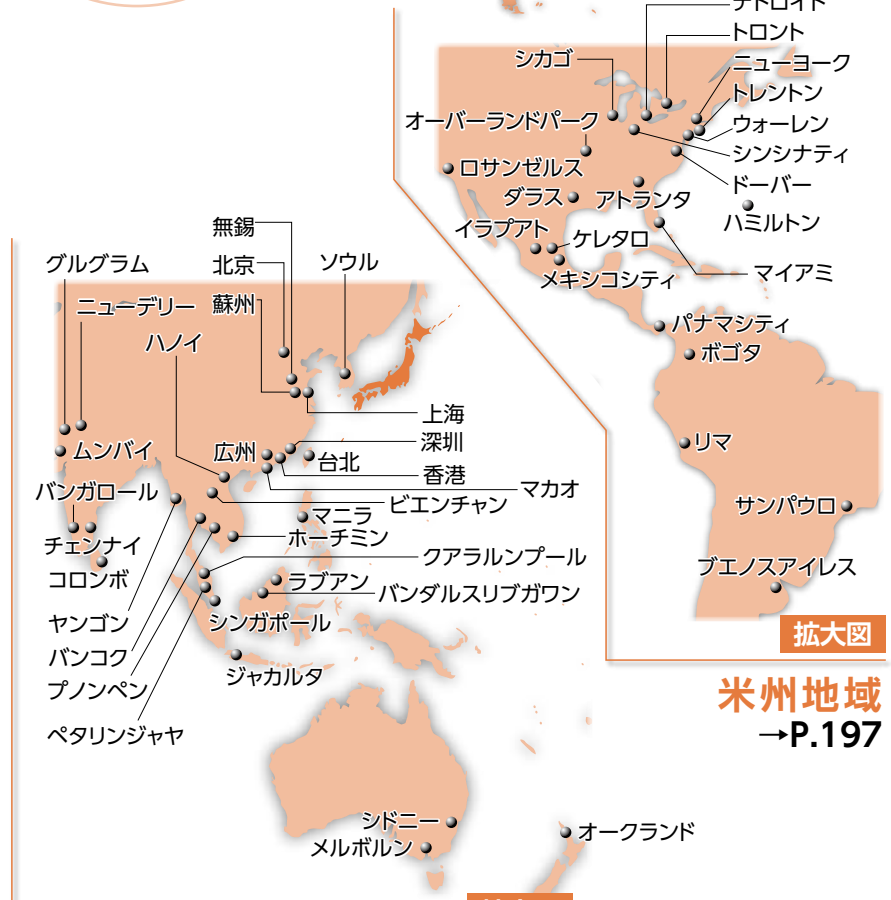 デトロイト
トロント
シカゴ
ニューヨーク
トレントン
オーバーランドパーク
ウォーレン
シンシナティ
ロサンゼルス
ドーバー
ダラス
アトランタ
ハミルトン
イラプアト
ケレタロ
メキシコシティ
マイアミ
パナマシティ
ボゴタ
リマ
サンパウロ
ブエノスアイレス
拡大図
米州地域
→P.197
無錫
グルグラム
北京
ソウル
ニューデリー
蘇州
ハノイ
上海
深圳
ムンバイ
広州
台北
香港
マカオ
バンガロール
ビエンチャン
マニラ
ホーチミン
チェンナイ
クアラルンプール
コロンボ
ラブアン
バンダルスリブガワン
ヤンゴン
シンガポール
バンコク
ジャカルタ
プノンペン
ペタリンジャヤ
シドニー
オークランド
メルボルン